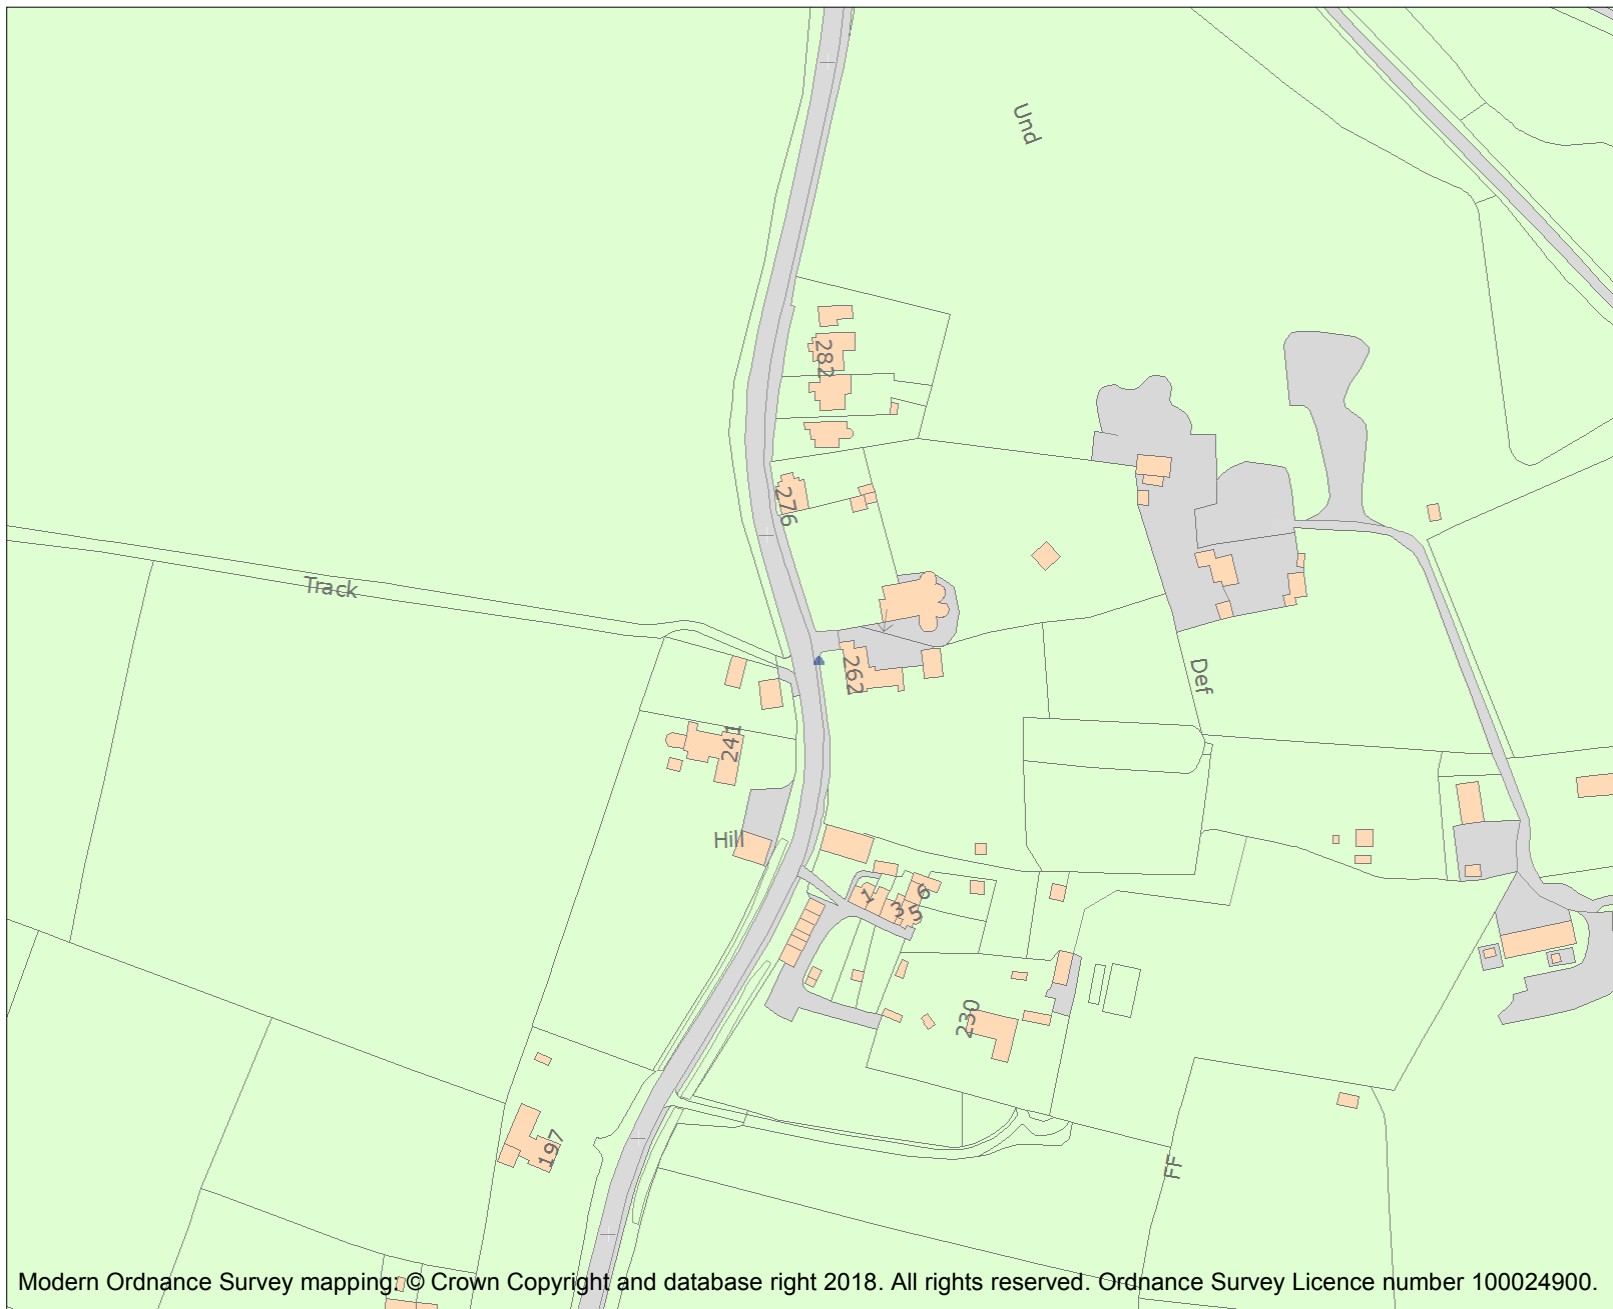 Und
282
276
Track
262
Def
241
Hill
1
6
3
5
230
197
FF
Modern Ordnance Survey mapping: © Crown Copyright and database right 2018. All rights reserved. Ordnance Survey Licence number 100024900.